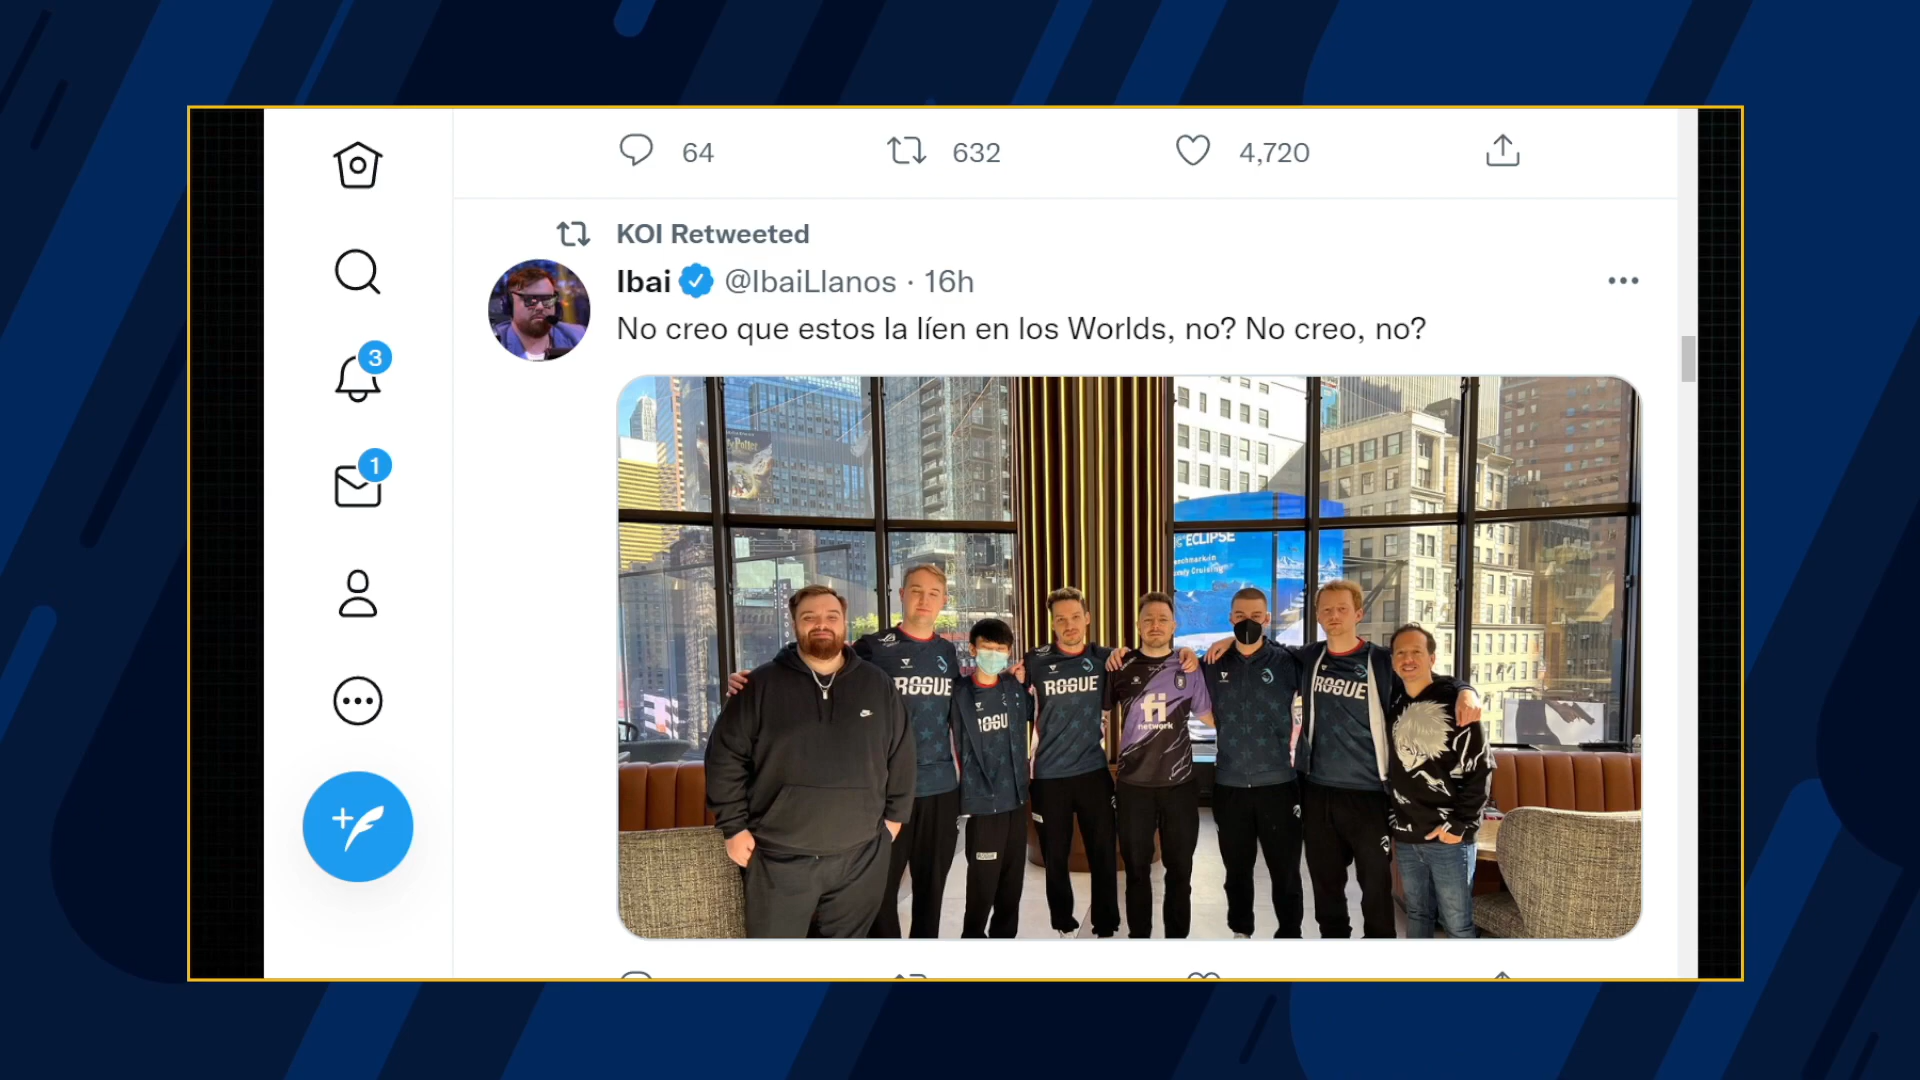 64 632 4,720
KOI Retweeted
Ibai @IbaiLlanos · 16h
No creo que estos la líen en los Worlds, no? No creo, no?
3
1
ECLIPSE
ROGUE
ROGUE
ROGUE
fi
network